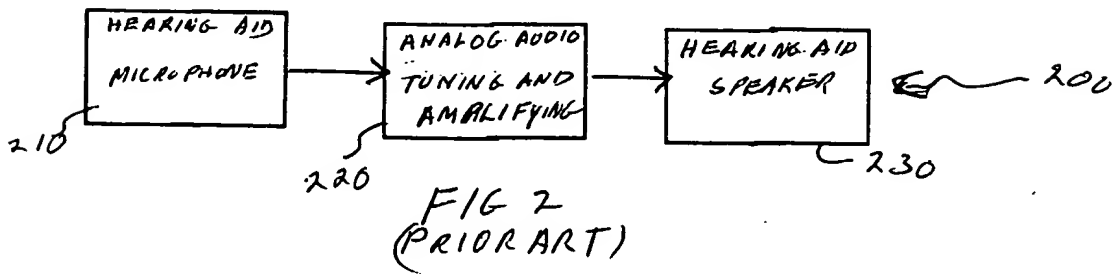 HEARING AID
MICROPHONE
210
ANALOG AUDIO
TUNING AND
AMPLIFYING
220
HEARING AID
SPEAKER
230
200
FIG 2
(PRIOR ART)